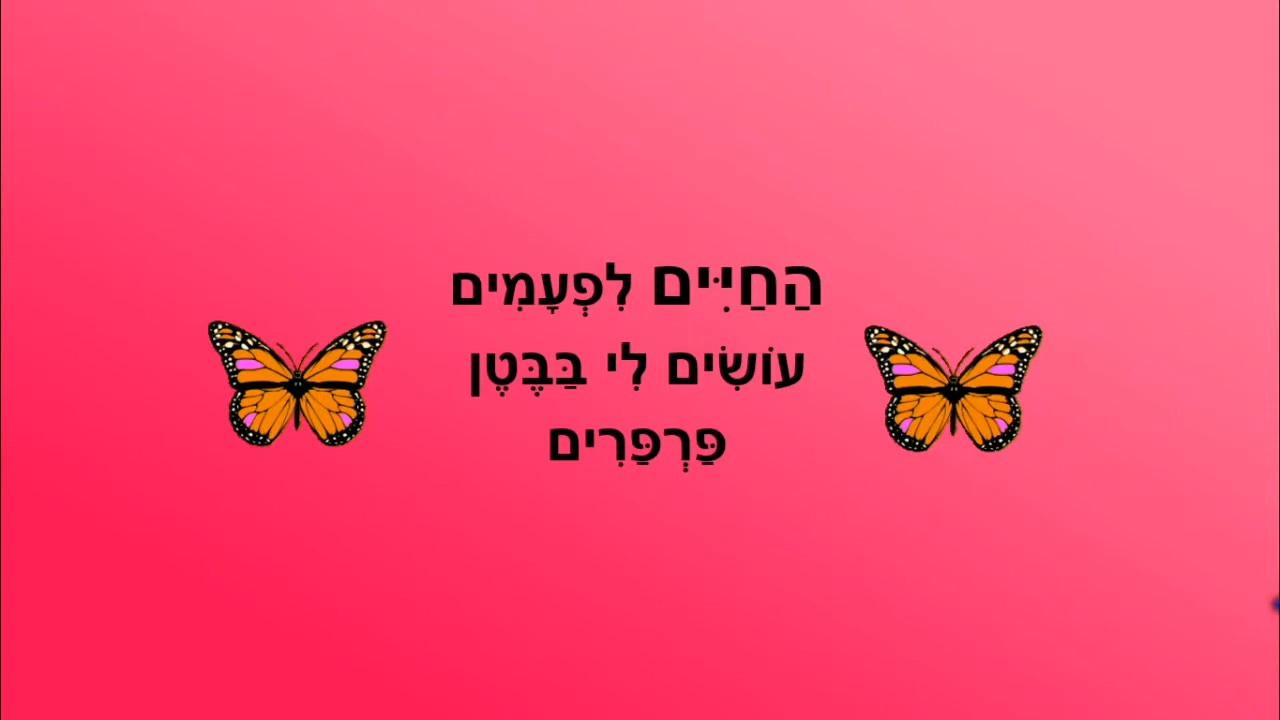 הַחַיִּים לִפְעָמִים
עוֹשִׂים לִי בַּבֶּטֶן
פַּרְפַּרִים